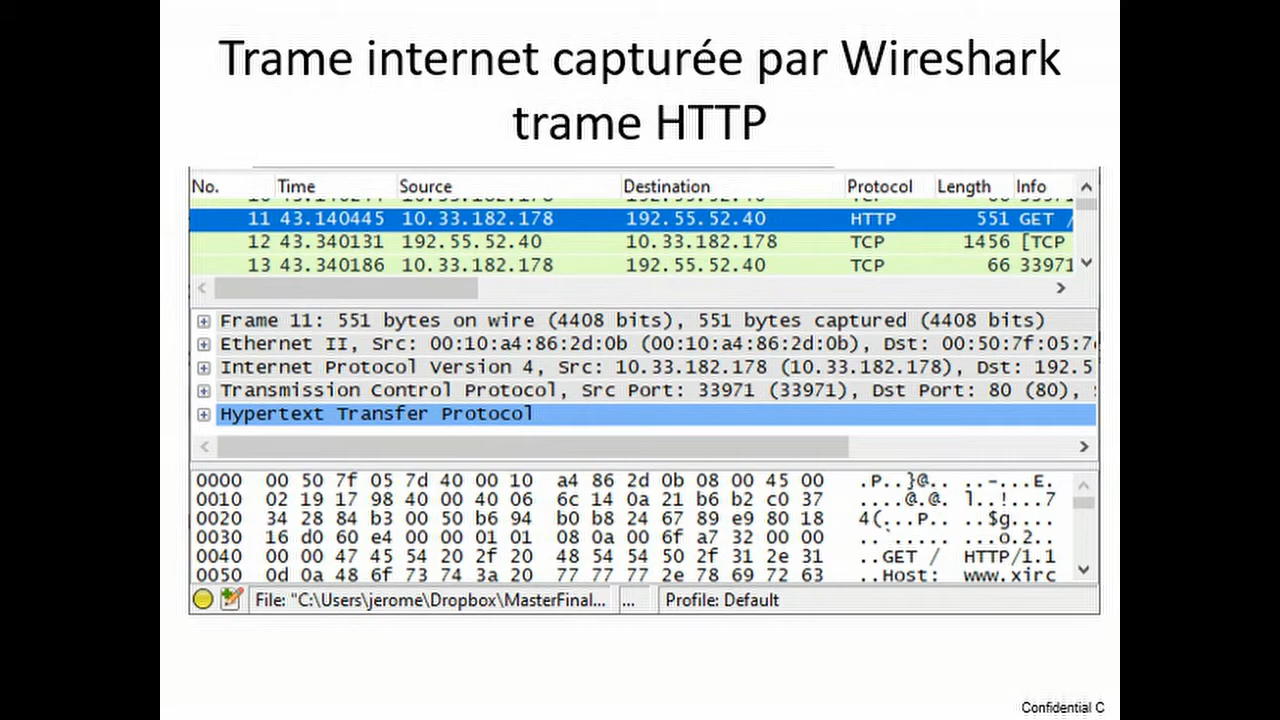 Trame internet capturée par Wireshark
trame HTTP
No. Time Source Destination Protocol Length Info
11 43.140445 10.33.182.178 192.55.52.40 HTTP 551 GET /
12 43.340131 192.55.52.40 10.33.182.178 TCP 1456 [TCP
13 43.340186 10.33.182.178 192.55.52.40 TCP 66 33971
Frame 11: 551 bytes on wire (4408 bits), 551 bytes captured (4408 bits)
Ethernet II, Src: 00:10:a4:86:2d:0b (00:10:a4:86:2d:0b), Dst: 00:50:7f:05:7
Internet Protocol Version 4, Src: 10.33.182.178 (10.33.182.178), Dst: 192.5
Transmission Control Protocol, Src Port: 33971 (33971), Dst Port: 80 (80),
Hypertext Transfer Protocol
0000 00 50 7f 05 7d 40 00 10 a4 86 2d 0b 08 00 45 00 .P..}@.. ..-...E.
0010 02 19 17 98 40 00 40 06 6c 14 0a 21 b6 b2 c0 37 ....@.@. l..!...7
0020 34 28 84 b3 00 50 b6 94 b0 b8 24 67 89 e9 80 18 4(...P.. ..$g....
0030 16 d0 60 e4 00 00 01 01 08 0a 00 6f a7 32 00 00 ..`..... ...o.2..
0040 00 00 47 45 54 20 2f 20 48 54 54 50 2f 31 2e 31 ..GET / HTTP/1.1
0050 0d 0a 48 6f 73 74 3a 20 77 77 77 2e 78 69 72 63 ..Host: www.xirc
File: "C:\Users\jerome\Dropbox\MasterFinal... ... Profile: Default
Confidential C